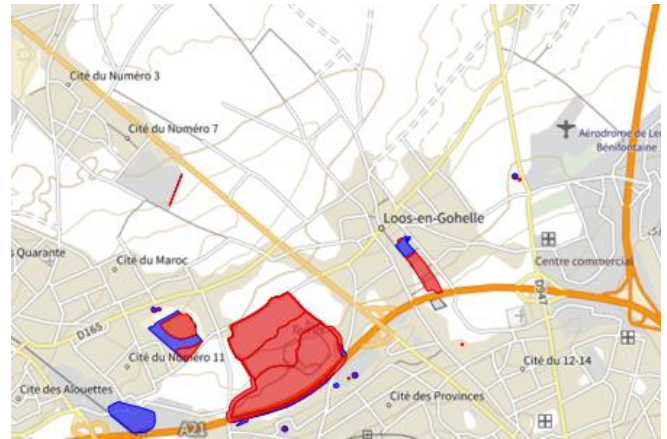 Cité du Numéro 3
Cité du Numéro 7
Aérodrome de Len
Bénifontaine
Loos-en-Gohelle
s Quarante
Cité du Maroc
Centre commercial
D947
D165
Cité du Numéro 11
Cité du 12-14
Cité des Alouettes
Cité des Provinces
A21